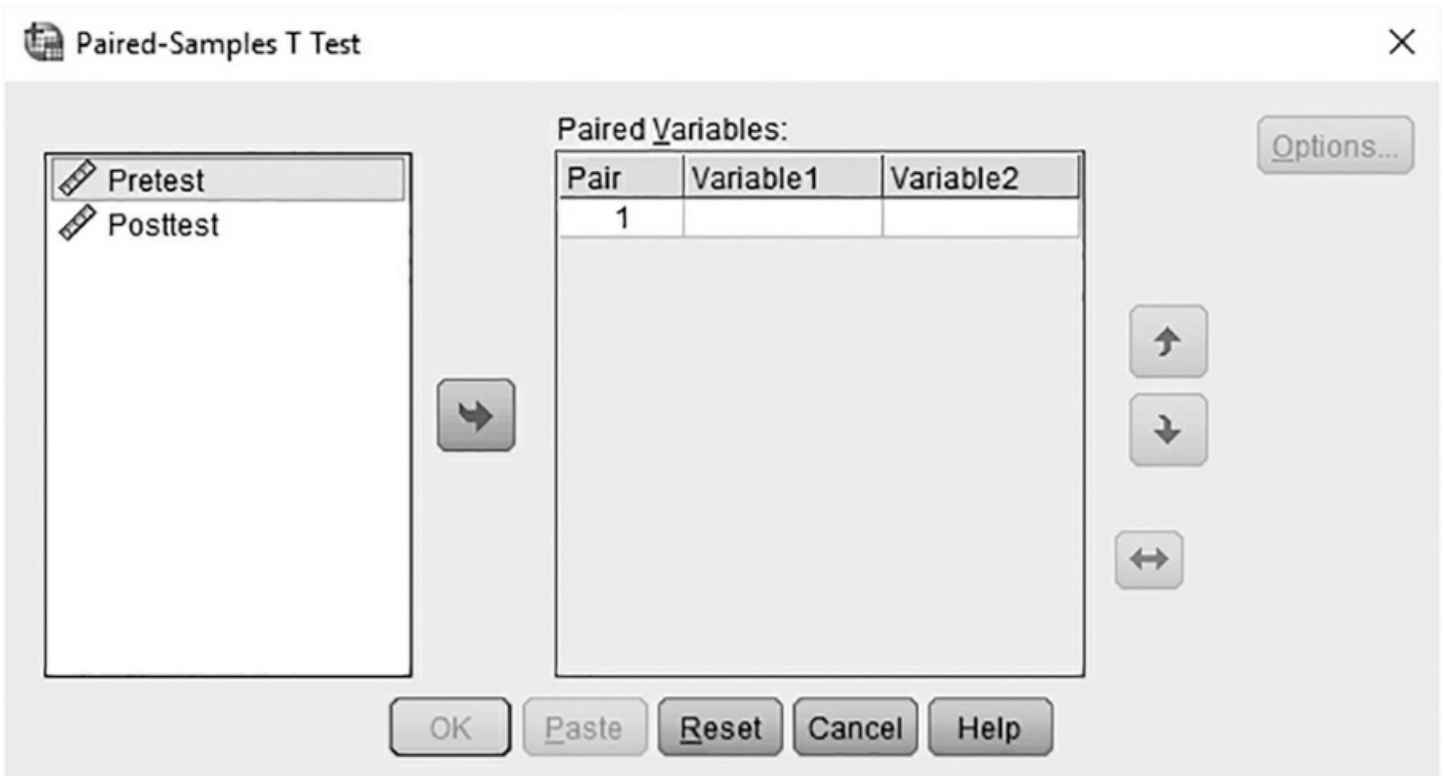 Paired-Samples T Test
Paired Variables:
Options...
Pretest
Posttest
Pair Variable1 Variable2
1
OK Paste Reset Cancel Help